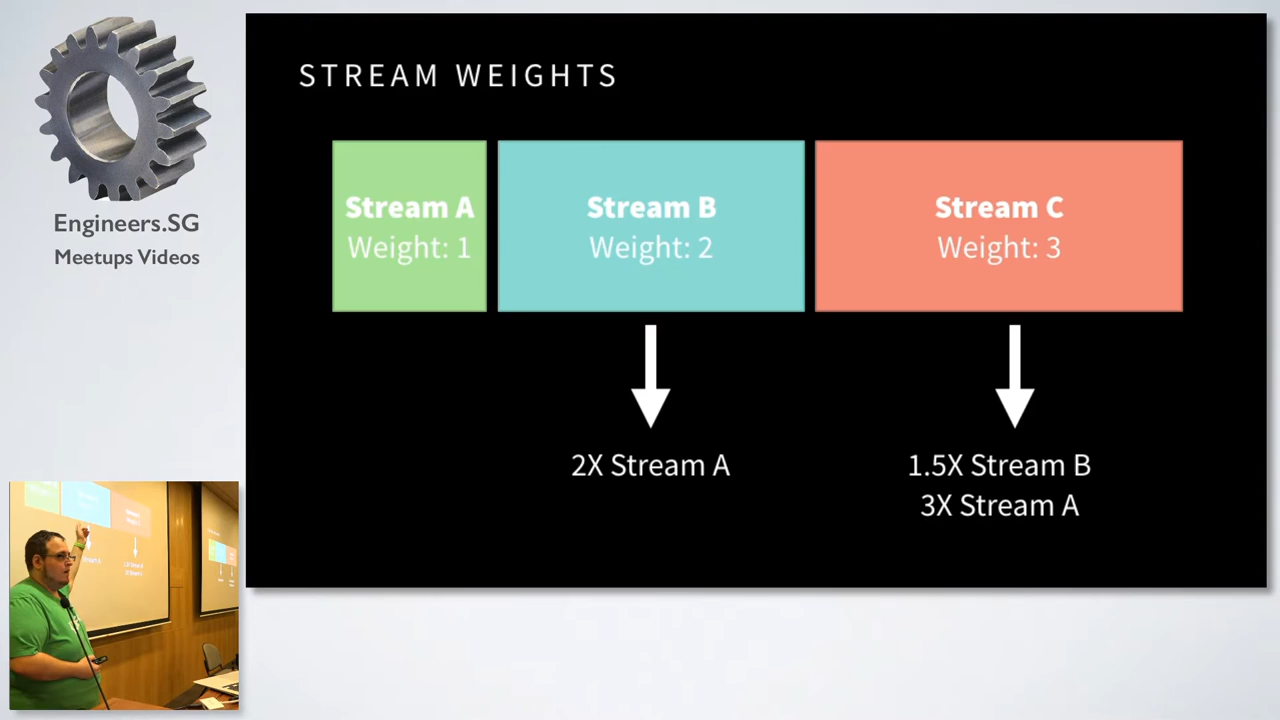 Engineers.SG
Meetups Videos
STREAM WEIGHTS
Stream A
Weight: 1
Stream B
Weight: 2
Stream C
Weight: 3
2X Stream A
1.5X Stream B
3X Stream A